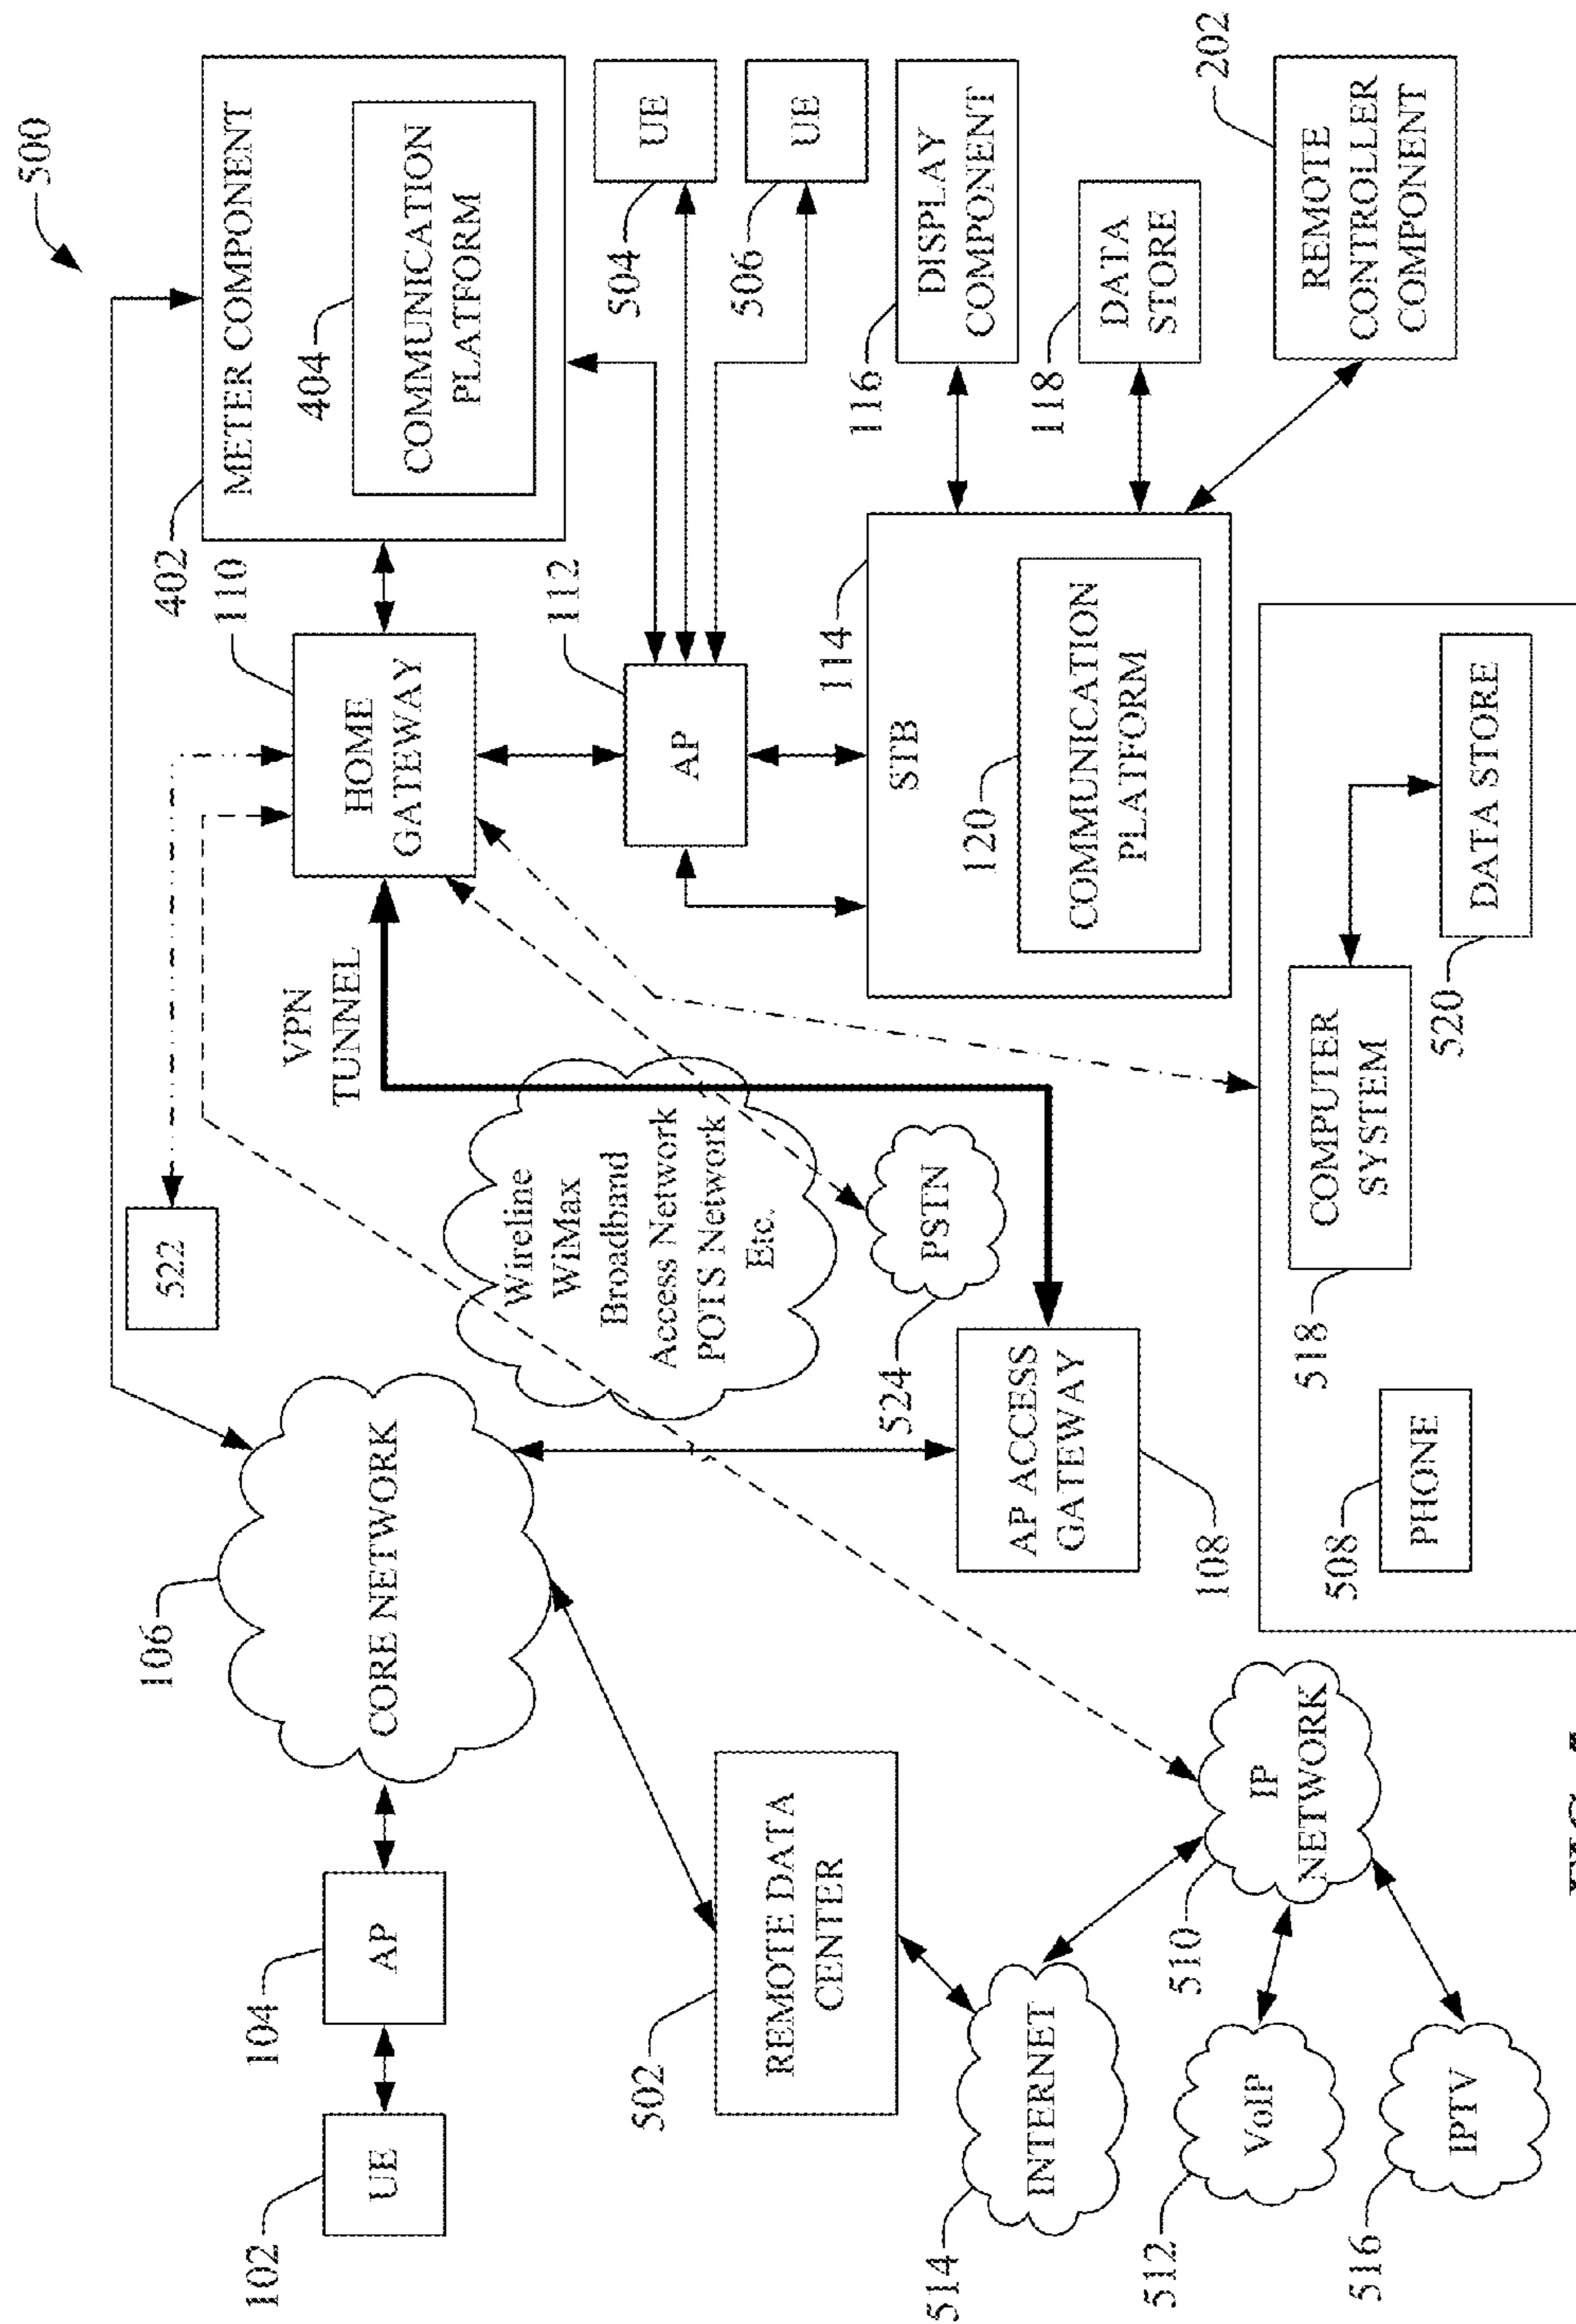 500
106
CORE NETWORK
104
AP
102
UE
522
402
METER COMPONENT
404
COMMUNICATION
PLATFORM
110
HOME
GATEWAY
VPN
TUNNEL
Wireline
WiMax
Broadband
Access Network
POTS Network
Etc.
112
AP
504
UE
506
UE
502
REMOTE DATA
CENTER
524
PSTN
108
AP ACCESS
GATEWAY
114
STB
120
COMMUNICATION
PLATFORM
116
DISPLAY
COMPONENT
118
DATA
STORE
202
REMOTE
CONTROLLER
COMPONENT
514
INTERNET
510
IP
NETWORK
512
VoIP
516
IPTV
508
PHONE
518
COMPUTER
SYSTEM
520
DATA STORE